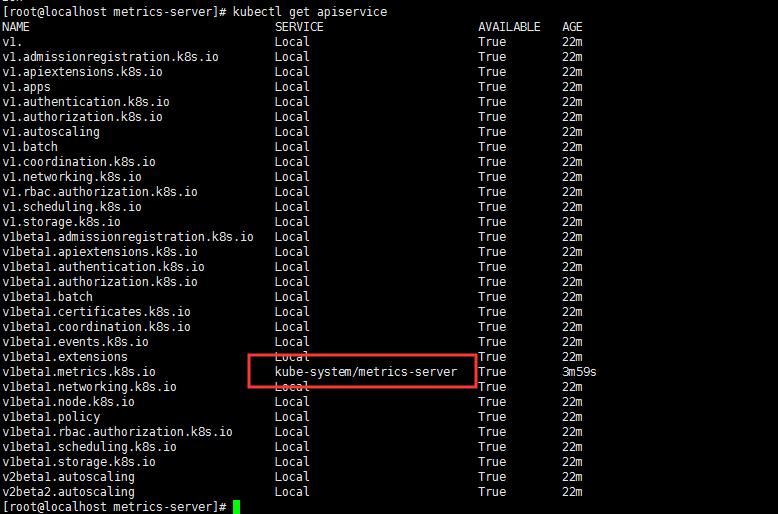 [root@localhost metrics-server]# kubectl get apiservice
NAME SERVICE AVAILABLE AGE
v1. Local True 22m
v1.admissionregistration.k8s.io Local True 22m
v1.apiextensions.k8s.io Local True 22m
v1.apps Local True 22m
v1.authentication.k8s.io Local True 22m
v1.authorization.k8s.io Local True 22m
v1.autoscaling Local True 22m
v1.batch Local True 22m
v1.coordination.k8s.io Local True 22m
v1.networking.k8s.io Local True 22m
v1.rbac.authorization.k8s.io Local True 22m
v1.scheduling.k8s.io Local True 22m
v1.storage.k8s.io Local True 22m
v1beta1.admissionregistration.k8s.io Local True 22m
v1beta1.apiextensions.k8s.io Local True 22m
v1beta1.authentication.k8s.io Local True 22m
v1beta1.authorization.k8s.io Local True 22m
v1beta1.batch Local True 22m
v1beta1.certificates.k8s.io Local True 22m
v1beta1.coordination.k8s.io Local True 22m
v1beta1.events.k8s.io Local True 22m
v1beta1.extensions Local True 22m
v1beta1.metrics.k8s.io kube-system/metrics-server True 3m59s
v1beta1.networking.k8s.io Local True 22m
v1beta1.node.k8s.io Local True 22m
v1beta1.policy Local True 22m
v1beta1.rbac.authorization.k8s.io Local True 22m
v1beta1.scheduling.k8s.io Local True 22m
v1beta1.storage.k8s.io Local True 22m
v2beta1.autoscaling Local True 22m
v2beta2.autoscaling Local True 22m
[root@localhost metrics-server]#